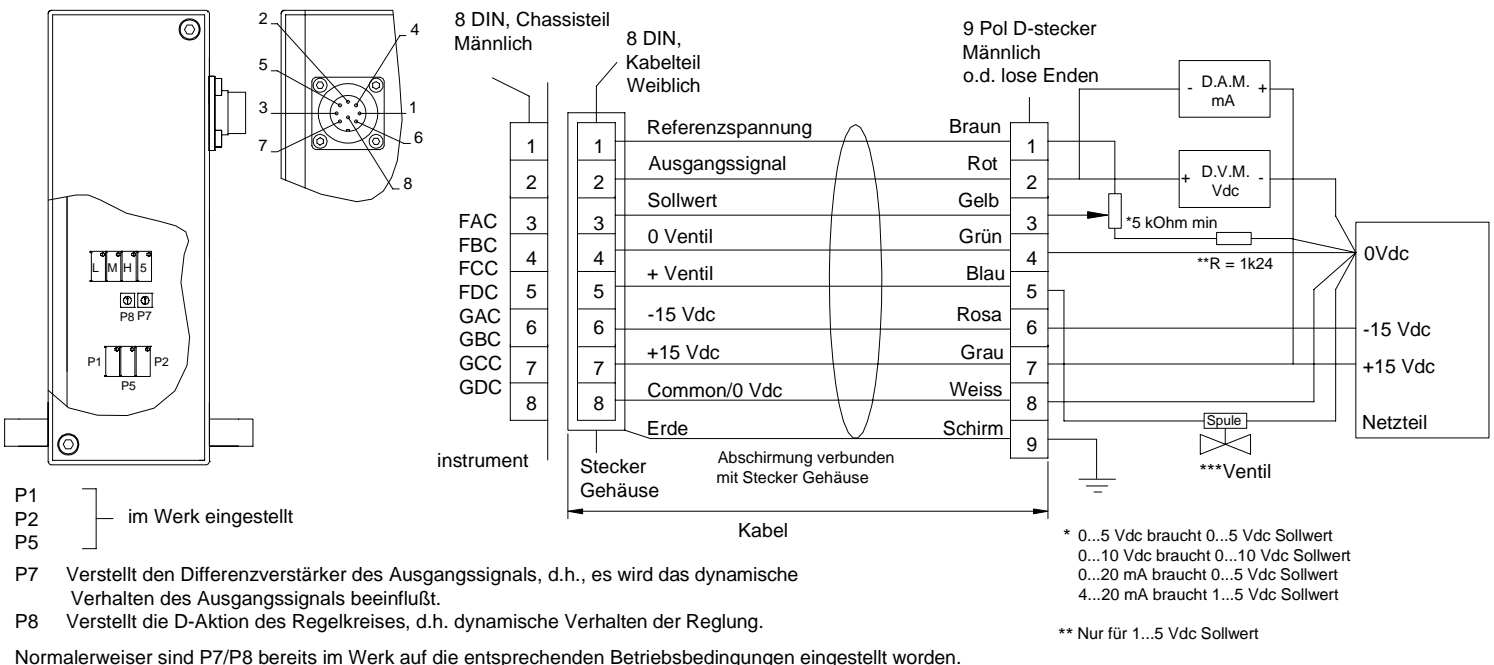 2
4
5
3
1
7
6
8
L M H 5
P8 P7
P1
P2
P5
8 DIN, Chassisteil
Männlich
8 DIN,
Kabelteil
Weiblich
9 Pol D-stecker
Männlich
o.d. lose Enden
FAC
FBC
FCC
FDC
GAC
GBC
GCC
GDC
1
2
3
4
5
6
7
8
instrument
1
2
3
4
5
6
7
8
Stecker
Gehäuse
Referenzspannung
Braun
Ausgangssignal
Rot
Sollwert
Gelb
0 Ventil
Grün
+ Ventil
Blau
-15 Vdc
Rosa
+15 Vdc
Grau
Common/0 Vdc
Weiss
Erde
Schirm
Abschirmung verbunden
mit Stecker Gehäuse
Kabel
1
2
3
4
5
6
7
8
9
- D.A.M. +
mA
+ D.V.M. -
Vdc
*5 kOhm min
**R = 1k24
0Vdc
-15 Vdc
+15 Vdc
Netzteil
Spule
***Ventil
P1
P2
P5
im Werk eingestellt
P7 Verstellt den Differenzverstärker des Ausgangssignals, d.h., es wird das dynamische
Verhalten des Ausgangssignals beeinflußt.
P8 Verstellt die D-Aktion des Regelkreises, d.h. dynamische Verhalten der Reglung.
Normalerweiser sind P7/P8 bereits im Werk auf die entsprechenden Betriebsbedingungen eingestellt worden.
* 0...5 Vdc braucht 0...5 Vdc Sollwert
0...10 Vdc braucht 0...10 Vdc Sollwert
0...20 mA braucht 0...5 Vdc Sollwert
4...20 mA braucht 1...5 Vdc Sollwert
** Nur für 1...5 Vdc Sollwert